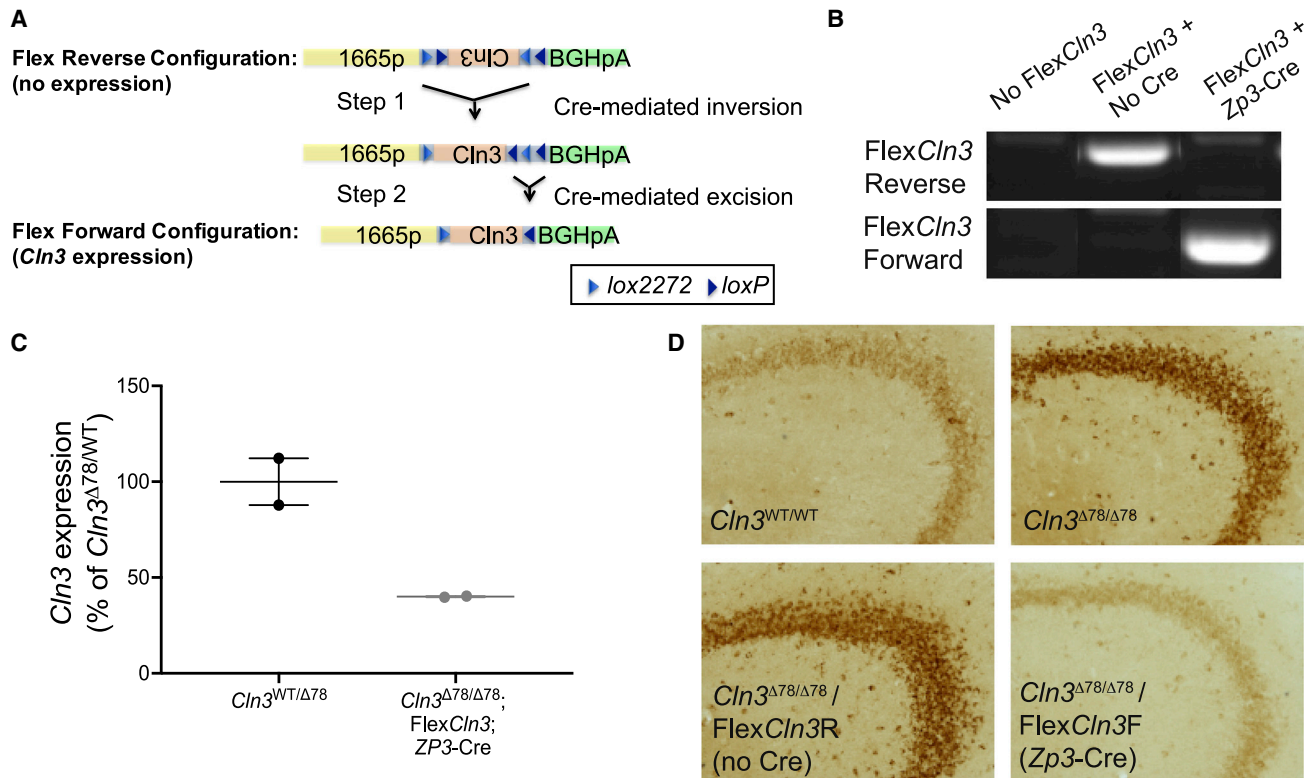 A
Flex Reverse Configuration:
(no expression)
1665p Cln3 BGHpA
Step 1 Cre-mediated inversion
1665p Cln3 BGHpA
Step 2 Cre-mediated excision
Flex Forward Configuration:
(Cln3 expression)
1665p Cln3 BGHpA
lox2272 loxP
B
No FlexCln3
FlexCln3 +
No Cre
FlexCln3 +
Zp3-Cre
FlexCln3
Reverse
FlexCln3
Forward
C
Cln3 expression
(% of Cln3Δ78/WT)
150
100
50
0
Cln3WT/Δ78
Cln3Δ78/Δ78;
FlexCln3;
ZP3-Cre
D
Cln3WT/WT
Cln3Δ78/Δ78
Cln3Δ78/Δ78 /
FlexCln3R
(no Cre)
Cln3Δ78/Δ78 /
FlexCln3F
(Zp3-Cre)